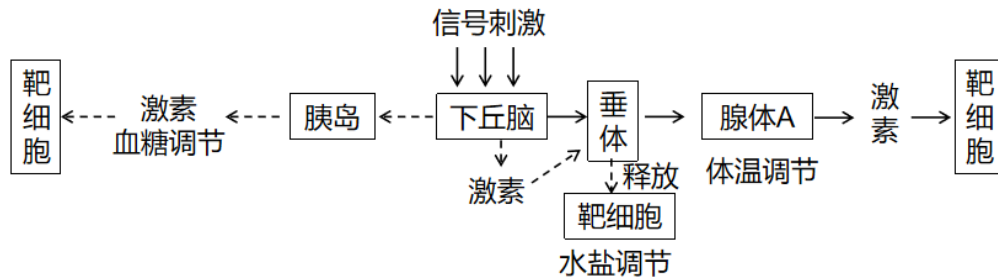 信号刺激
靶细胞
激素
血糖调节
胰岛
下丘脑
垂体
腺体A
激素
靶细胞
体温调节
激素
释放
靶细胞
水盐调节